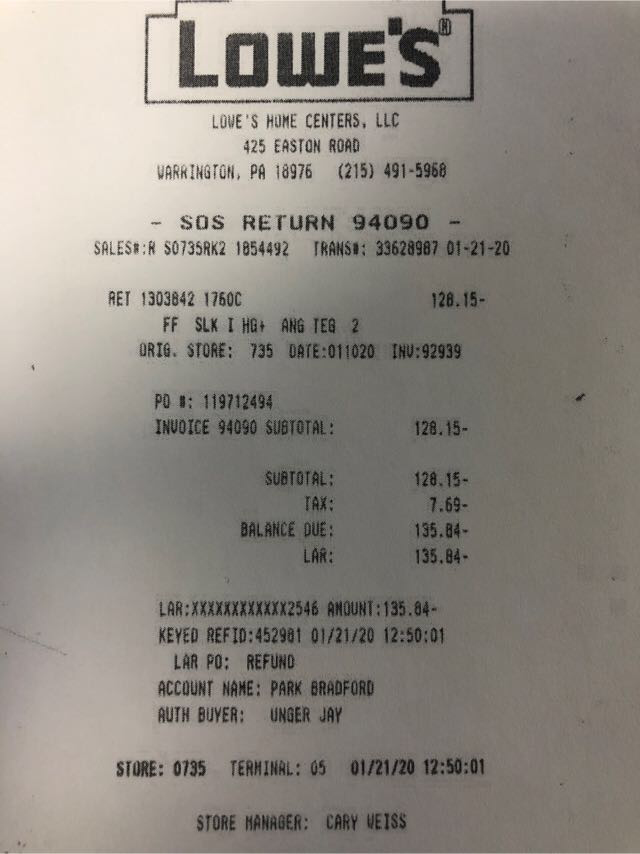 LOWE'S®
LOWE'S HOME CENTERS, LLC
425 EASTON ROAD
WARRINGTON, PA 18976 (215) 491-5968
- SOS RETURN 94090 -
SALES#:R S0735RK2 1854492 TRANS#: 33628987 01-21-20
RET 1303842 1760C 128.15-
FF SLK I HG+ ANG TEG 2
ORIG. STORE: 735 DATE:011020 INV:92939
PO #: 119712494
INVOICE 94090 SUBTOTAL: 128.15-
SUBTOTAL: 128.15-
TAX: 7.69-
BALANCE DUE: 135.84-
LAR: 135.84-
LAR:XXXXXXXXXXXX2546 AMOUNT:135.84-
KEYED REFID:452981 01/21/20 12:50:01
LAR PO: REFUND
ACCOUNT NAME: PARK BRADFORD
AUTH BUYER: UNGER JAY
STORE: 0735 TERMINAL: 05 01/21/20 12:50:01
STORE MANAGER: CARY WEISS